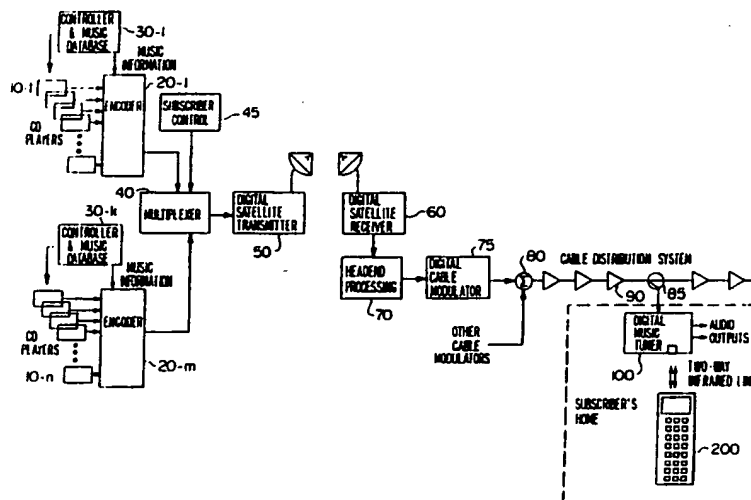 CONTROLLER
& MUSIC
DATABASE
30-1
MUSIC
INFORMATION
20-1
10-1
ENCODER
SUBSCRIBER
CONTROL
45
CD
PLAYERS
40
MULTIPLEXER
DIGITAL
SATELLITE
TRANSMITTER
50
DIGITAL
SATELLITE
RECEIVER
60
30-k
CONTROLLER
& MUSIC
DATABASE
MUSIC
INFORMATION
ENCODER
CD
PLAYERS
20-m
10-n
HEADEND
PROCESSING
70
75
DIGITAL
CABLE
MODULATOR
80
Σ
CABLE DISTRIBUTION SYSTEM
90
85
OTHER
CABLE
MODULATORS
DIGITAL
MUSIC
TUNER
100
AUDIO
OUTPUTS
TWO-WAY
INFRARED
SUBSCRIBER'S
HOME
200